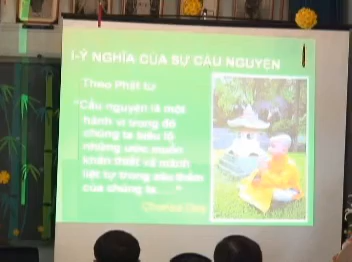 I-Ý NGHĨA CỦA SỰ CẦU NGUYỆN
Theo Phật tử
"Cầu nguyện là một
hành vi trong đó
chúng ta biểu lộ
những ước muốn
khẩn thiết và mãnh
liệt từ trong sâu thẳm
của chúng ta ... "